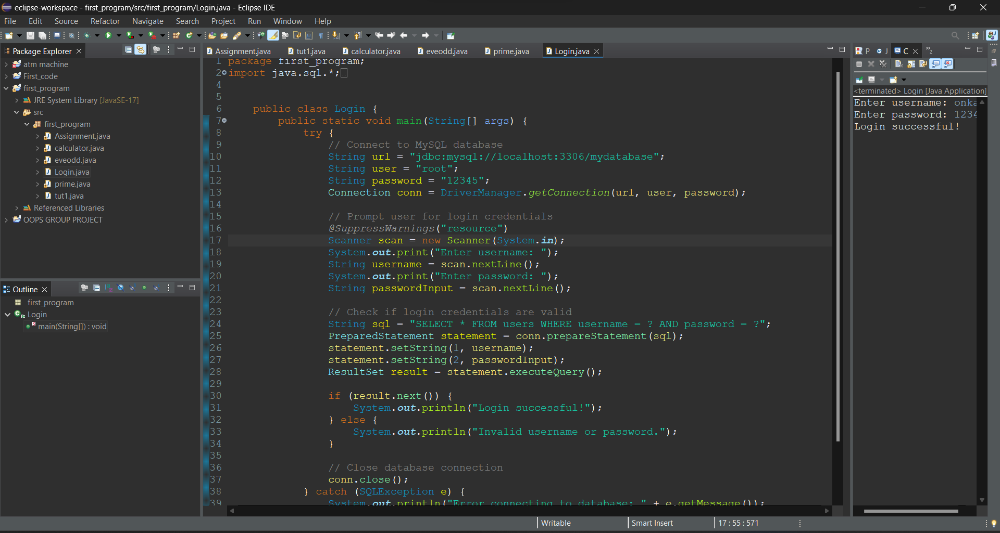 eclipse-workspace - first_program/src/first_program/Login.java - Eclipse IDE
File Edit Source Refactor Navigate Search Project Run Window Help
Package Explorer
atm machine
First_code
first_program
JRE System Library [JavaSE-17]
src
first_program
Assignment.java
calculator.java
eveodd.java
Login.java
prime.java
tut1.java
Referenced Libraries
OOPS GROUP PROJECT
Outline
first_program
Login
main(String[]) : void
Assignment.java tut1.java calculator.java eveodd.java prime.java Login.java
1 package first_program;
2 import java.sql.*;
4
5
6 public class Login {
7 public static void main(String[] args) {
8 try {
9 // Connect to MySQL database
10 String url = "jdbc:mysql://localhost:3306/mydatabase";
11 String user = "root";
12 String password = "12345";
13 Connection conn = DriverManager.getConnection(url, user, password);
14
15 // Prompt user for login credentials
16 @SuppressWarnings("resource")
17 Scanner scan = new Scanner(System.in);
18 System.out.print("Enter username: ");
19 String username = scan.nextLine();
20 System.out.print("Enter password: ");
21 String passwordInput = scan.nextLine();
22
23 // Check if login credentials are valid
24 String sql = "SELECT * FROM users WHERE username = ? AND password = ?";
25 PreparedStatement statement = conn.prepareStatement(sql);
26 statement.setString(1, username);
27 statement.setString(2, passwordInput);
28 ResultSet result = statement.executeQuery();
29
30 if (result.next()) {
31 System.out.println("Login successful!");
32 } else {
33 System.out.println("Invalid username or password.");
34 }
35
36 // Close database connection
37 conn.close();
38 } catch (SQLException e) {
39 System.out.println("Error connecting to database: " + e.getMessage());
P J C 2
<terminated> Login [Java Application]
Enter username: onka
Enter password: 1234
Login successful!
Writable Smart Insert 17 : 55 : 571